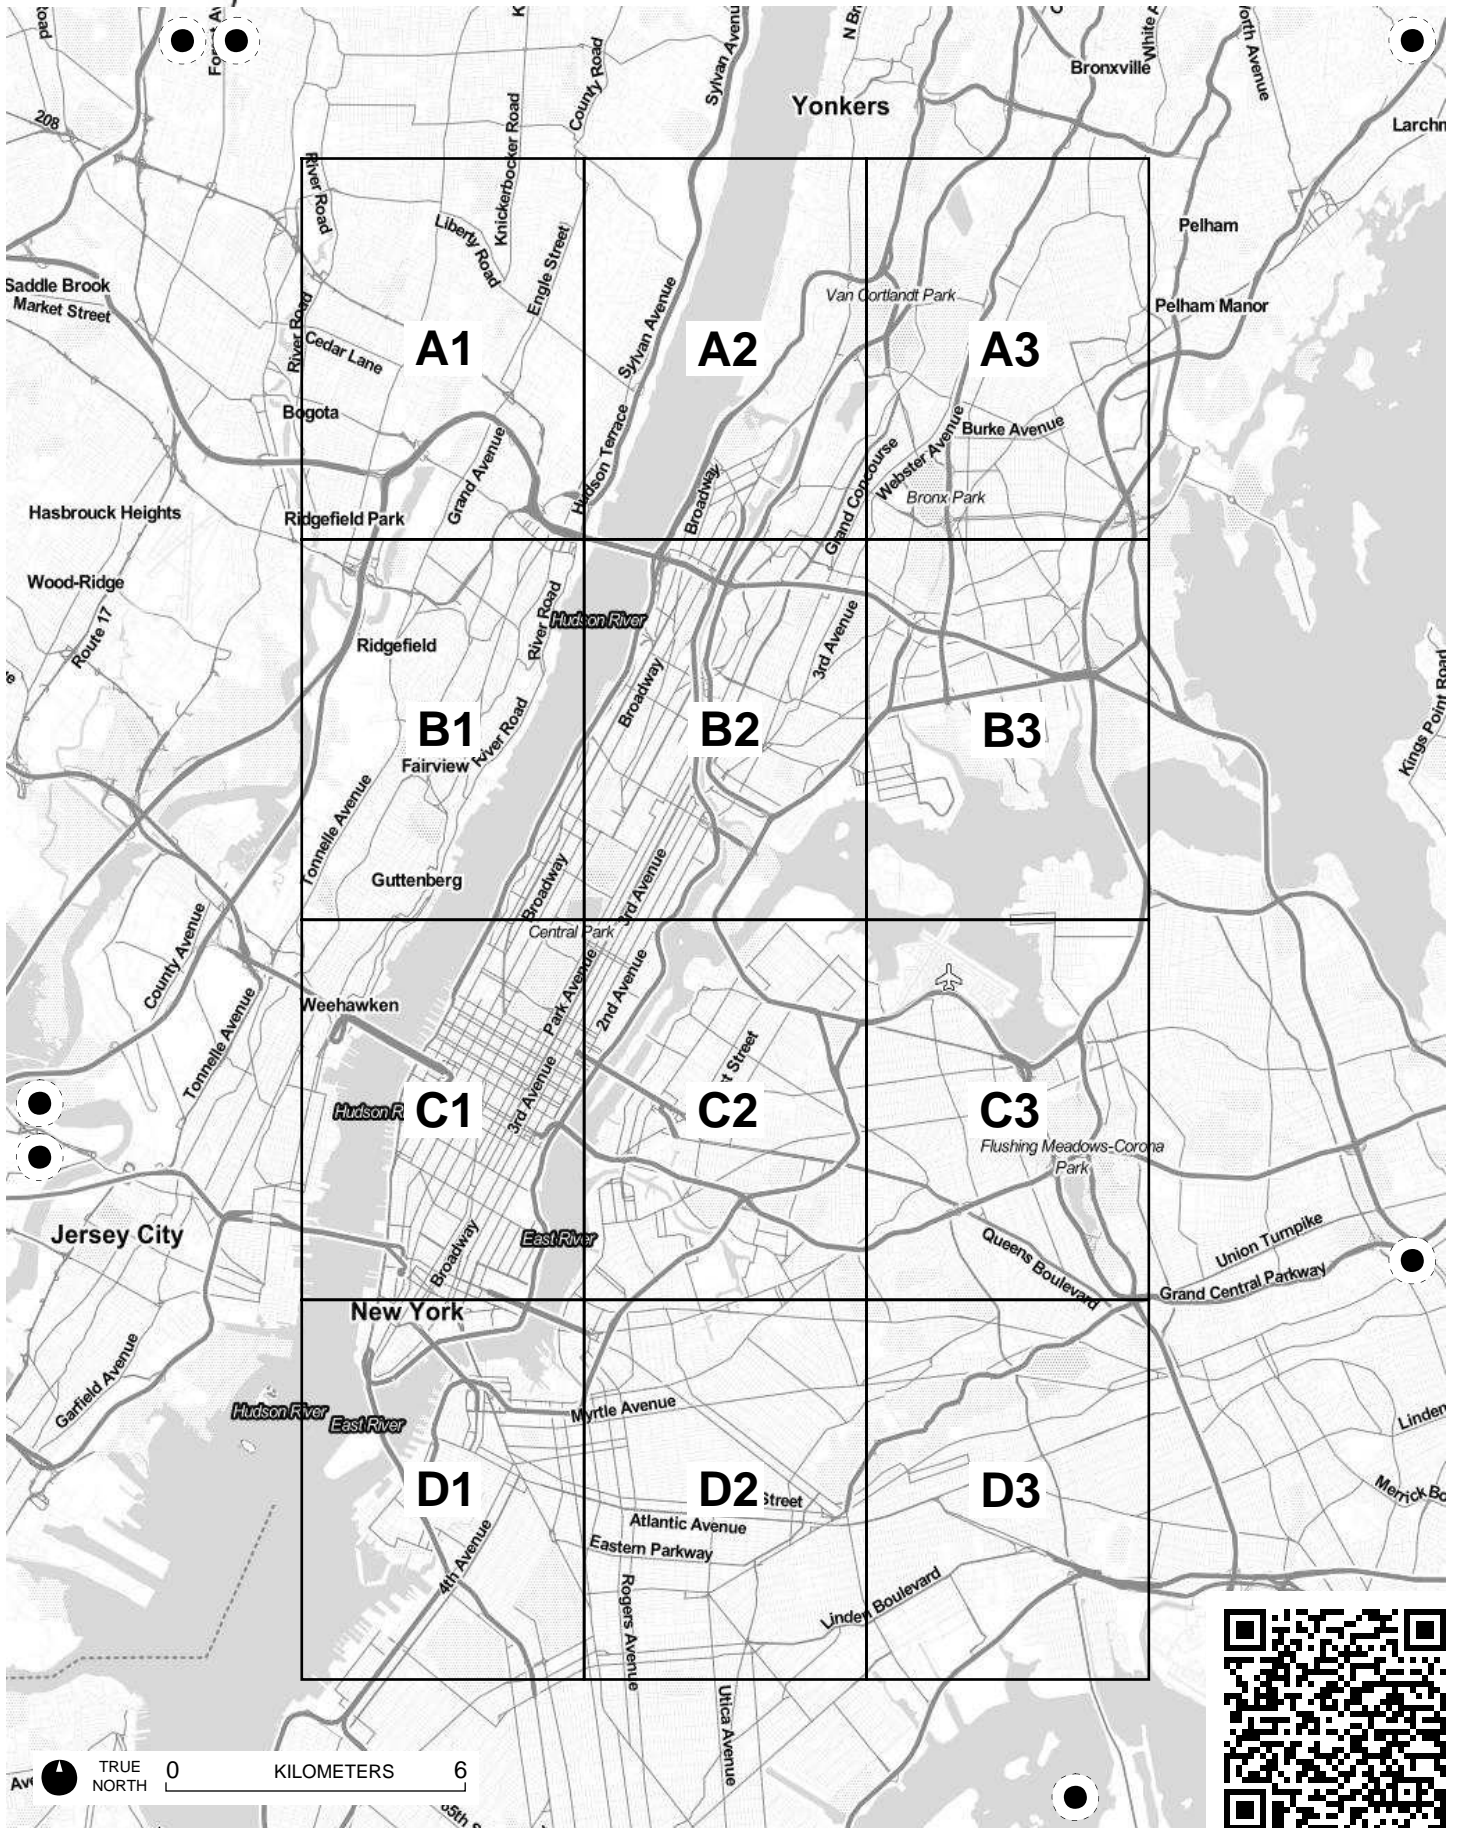 208
Yonkers
Bronxville
Pelham
Pelham Manor
Saddle Brook
Market Street
River Road
County Road
Knickerbocker Road
Liberty Road
Engle Street
Sylvan Avenue
Van Cortlandt Park
River Road
Cedar Lane
Bogota
A1
A2
A3
Hudson Terrace
Broadway
Grand Avenue
Grand Concourse
Webster Avenue
Burke Avenue
Bronx Park
Hasbrouck Heights
Ridgefield Park
Wood-Ridge
Route 17
Ridgefield
River Road
Hudson River
Broadway
3rd Avenue
Kings Point Road
B1
B2
B3
River Road
Fairview
Tonnelle Avenue
Guttenberg
Broadway
3rd Avenue
Central Park
County Avenue
Tonnelle Avenue
Weehawken
Park Avenue
2nd Avenue
3rd Avenue
Hudson R
C1
C2
C3
t Street
Flushing Meadows-Corona
Park
Jersey City
Broadway
East River
Queens Boulevard
Union Turnpike
Grand Central Parkway
New York
Garfield Avenue
Hudson River
East River
Myrtle Avenue
Linden
Merrick Bo
D1
D2
D3
Street
Atlantic Avenue
Eastern Parkway
4th Avenue
Rogers Avenue
Linden Boulevard
Utica Avenue
TRUE
NORTH
0
KILOMETERS
6